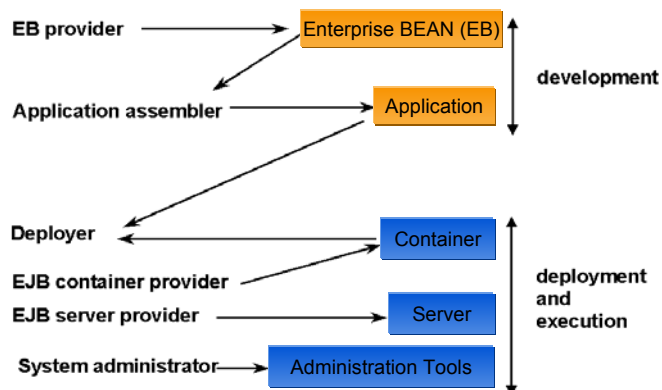 EB provider
Enterprise BEAN (EB)
development
Application assembler
Application
Deployer
Container
EJB container provider
deployment
and
execution
EJB server provider
Server
System administrator
Administration Tools